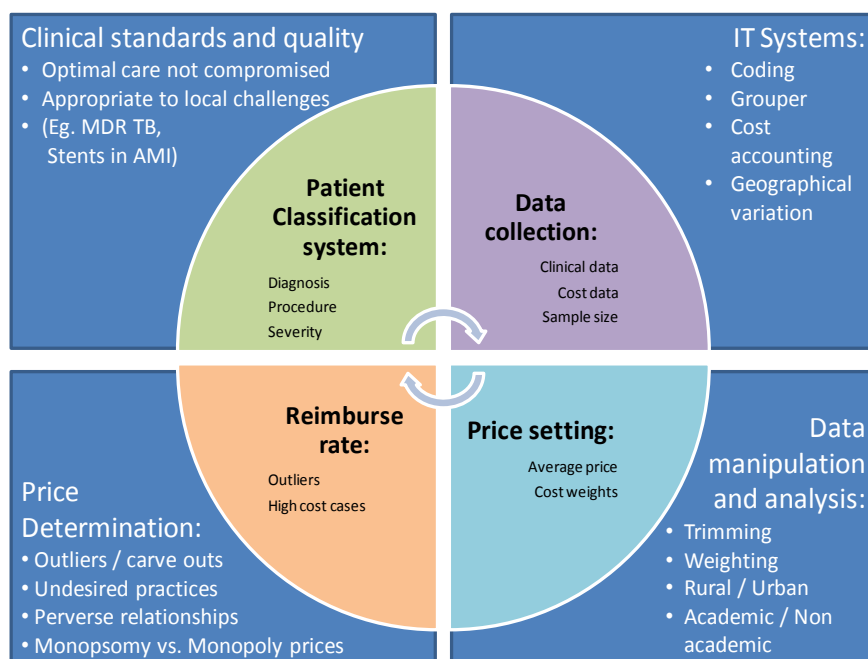 Clinical standards and quality
• Optimal care not compromised
• Appropriate to local challenges
• (Eg. MDR TB,
Stents in AMI)
IT Systems:
• Coding
• Grouper
• Cost
accounting
• Geographical
variation
Patient
Classification
system:
Diagnosis
Procedure
Severity
Data
collection:
Clinical data
Cost data
Sample size
Reimburse
rate:
Outliers
High cost cases
Price setting:
Average price
Cost weights
Price
Determination:
• Outliers / carve outs
• Undesired practices
• Perverse relationships
• Monopsomy vs. Monopoly prices
Data
manipulation
and analysis:
• Trimming
• Weighting
• Rural / Urban
• Academic / Non
academic